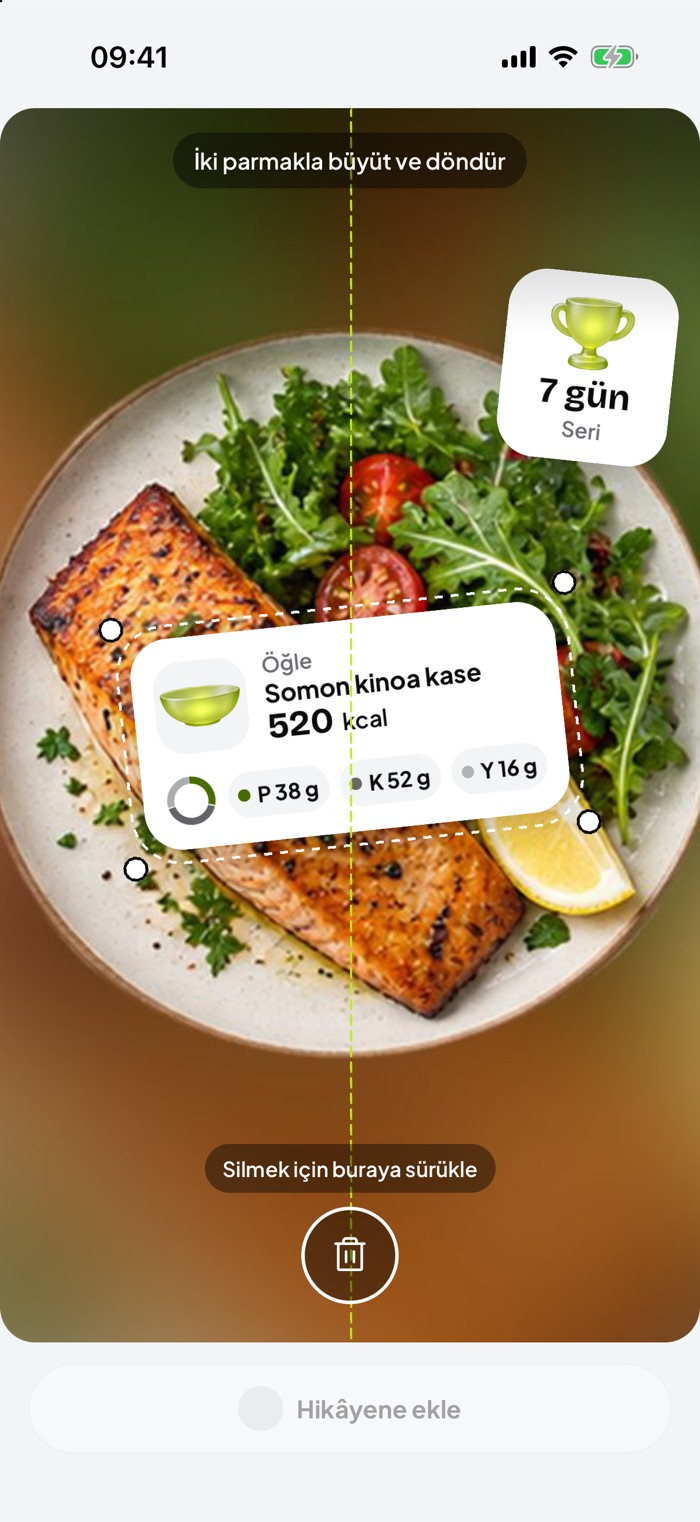 09:41
İki parmakla büyüt ve döndür
7 gün
Seri
Öğle
Somon kinoa kase
520 kcal
P 38 g K 52 g Y 16 g
Silmek için buraya sürükle
Hikâyene ekle